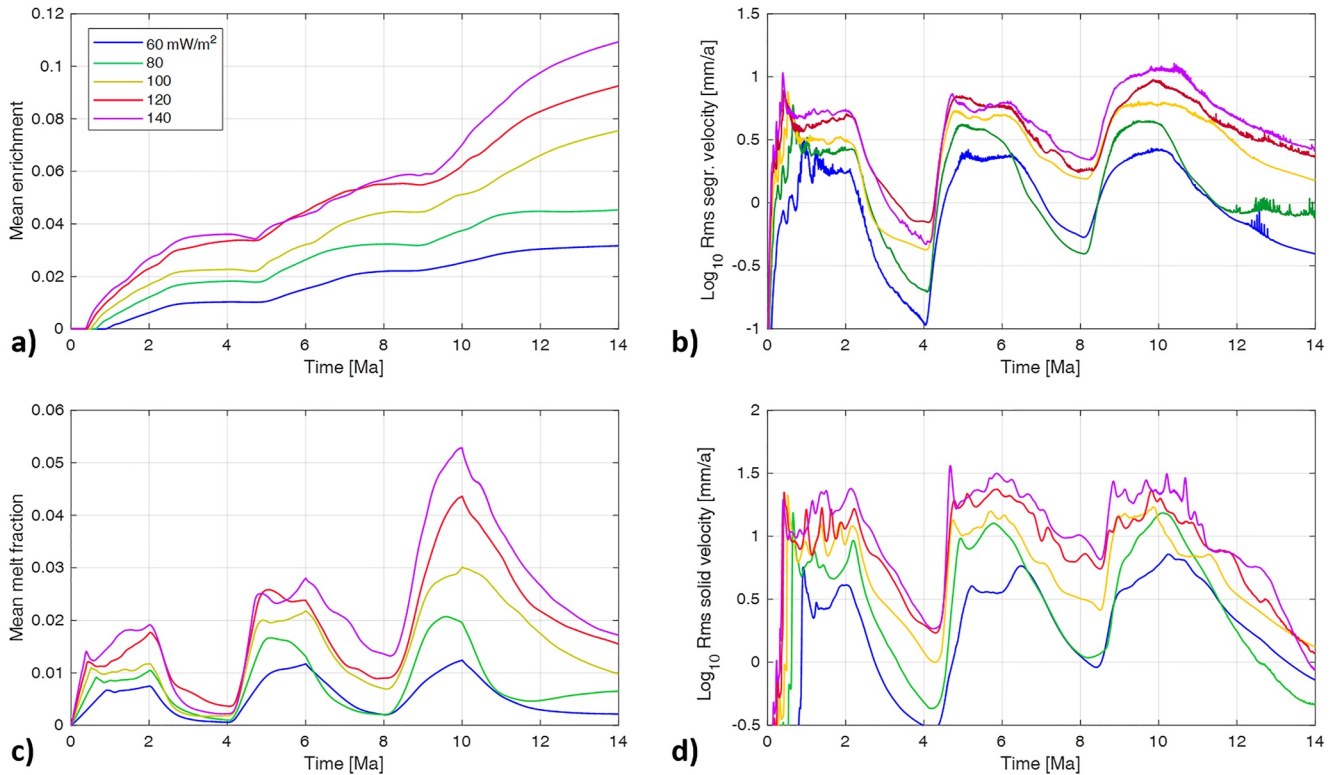 0.12
0.1
0.08
0.06
0.04
0.02
0
Mean enrichment
60 mW/m²
80
100
120
140
0 2 4 6 8 10 12 14
Time [Ma]
a)
1.5
1
0.5
0
-0.5
-1
Log₁₀ Rms segr. velocity [mm/a]
0 2 4 6 8 10 12 14
Time [Ma]
b)
0.06
0.05
0.04
0.03
0.02
0.01
0
Mean melt fraction
0 2 4 6 8 10 12 14
Time [Ma]
c)
2
1.5
1
0.5
0
-0.5
Log₁₀ Rms solid velocity [mm/a]
0 2 4 6 8 10 12 14
Time [Ma]
d)